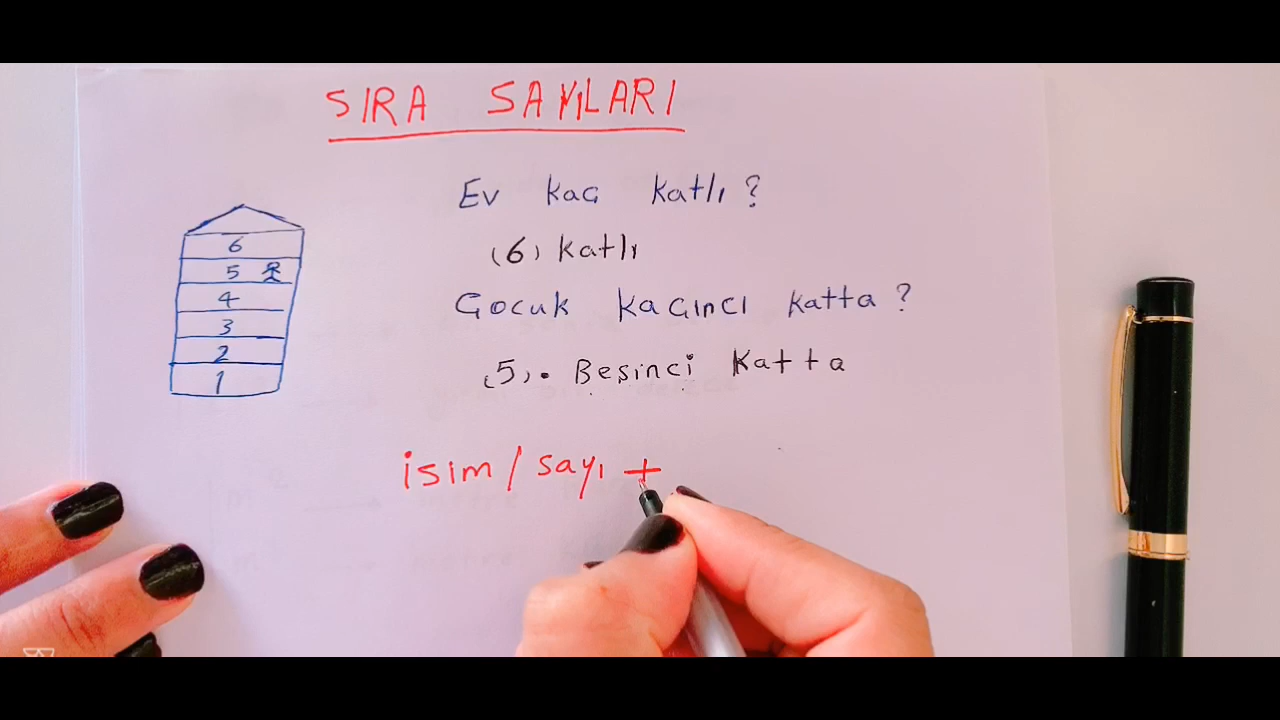 SIRA SAYILARI
Ev kaç katlı?
(6) katlı
Çocuk kaçıncı katta?
(5). Beşinci katta
6
5
4
3
2
1
isim / sayı +